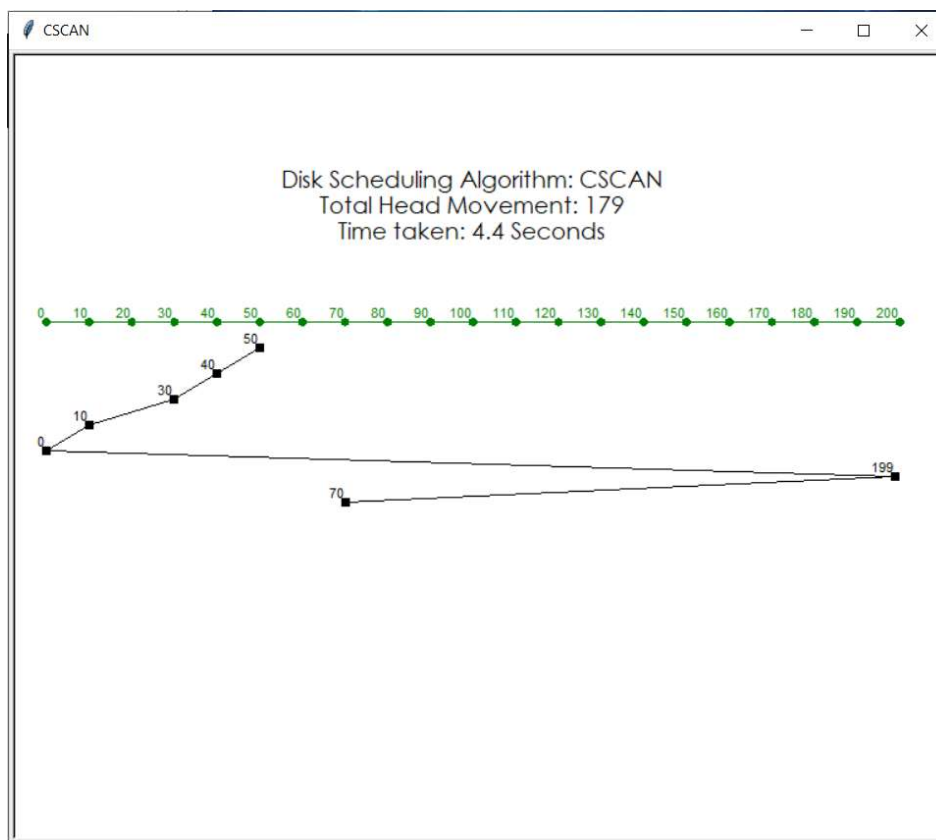 CSCAN
Disk Scheduling Algorithm: CSCAN
Total Head Movement: 179
Time taken: 4.4 Seconds
0 10 20 30 40 50 60 70 80 90 100 110 120 130 140 150 160 170 180 190 200
50
40
30
10
0
199
70